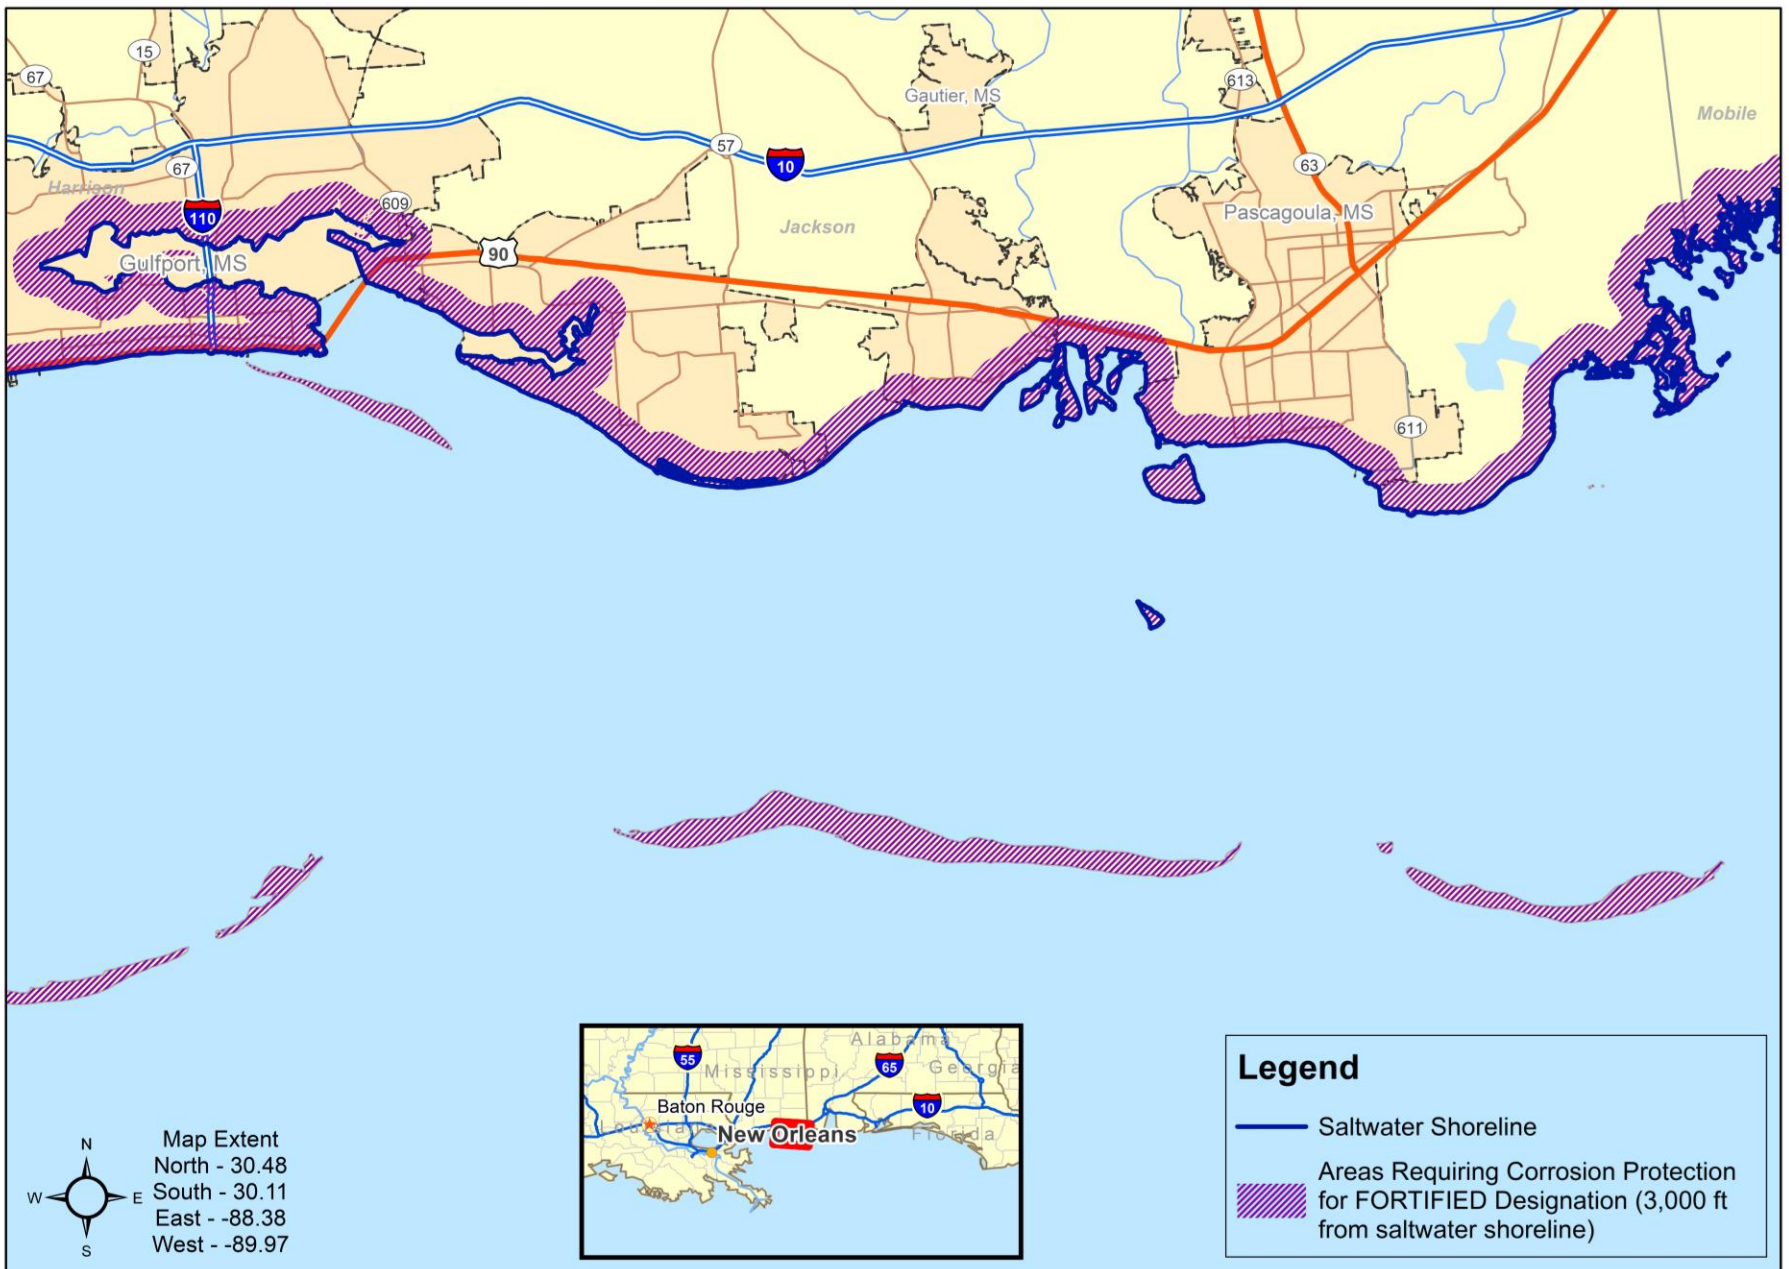 15
67
Gautier, MS
613
Mobile
57
10
67
63
Harrison
609
110
Pascagoula, MS
Jackson
90
Gulfport, MS
611
Alabama
55
65
Mississippi
Georgia
10
Baton Rouge
Louisiana
New Orleans
Florida
N
W
E
S
Map Extent
North - 30.48
South - 30.11
East - -88.38
West - -89.97
Legend
Saltwater Shoreline
Areas Requiring Corrosion Protection
for FORTIFIED Designation (3,000 ft
from saltwater shoreline)